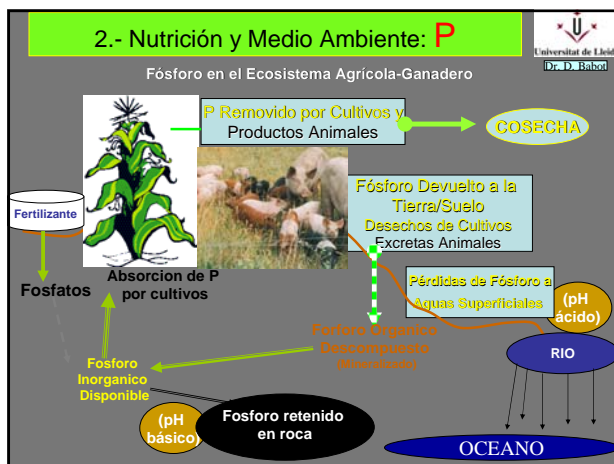 2.- Nutrición y Medio Ambiente: P
Universitat de Lleida
Dr. D. Babot
Fósforo en el Ecosistema Agrícola-Ganadero
P Removido por Cultivos y
Productos Animales
COSECHA
Fertilizante
Fósforo Devuelto a la
Tierra/Suelo
Desechos de Cultivos
Excretas Animales
Absorcion de P
por cultivos
Fosfatos
Pérdidas de Fósforo a
Aguas Superficiales
(pH
ácido)
Forforo Organico
Descompuesto
(Mineralizado)
RIO
Fosforo
Inorganico
Disponible
(pH
básico)
Fosforo retenido
en roca
OCEANO